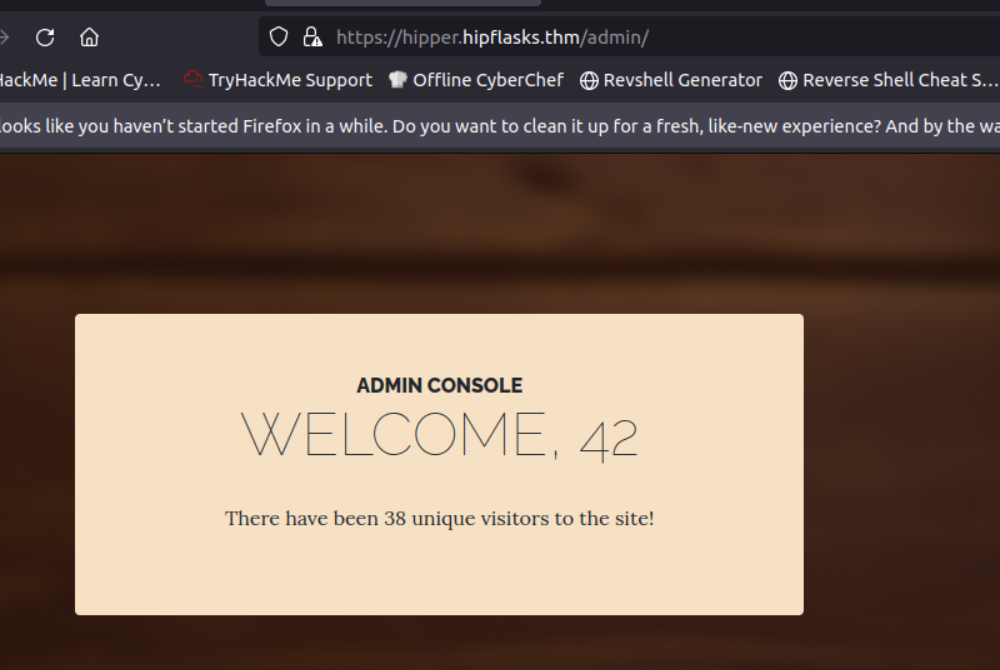 https://hipper.hipflasks.thm/admin/
HackMe | Learn Cy… TryHackMe Support Offline CyberChef Revshell Generator Reverse Shell Cheat S…
looks like you haven’t started Firefox in a while. Do you want to clean it up for a fresh, like-new experience? And by the wa
ADMIN CONSOLE
WELCOME, 42
There have been 38 unique visitors to the site!